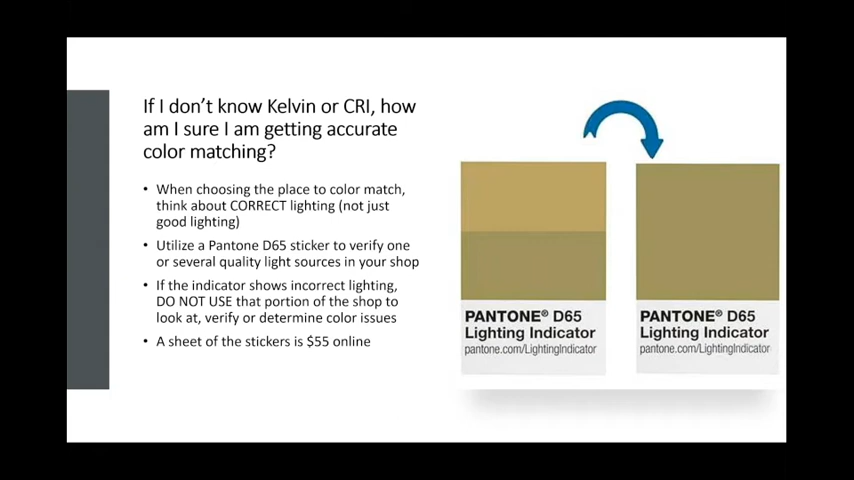 If I don't know Kelvin or CRI, how
am I sure I am getting accurate
color matching?
• When choosing the place to color match,
think about CORRECT lighting (not just
good lighting)
• Utilize a Pantone D65 sticker to verify one
or several quality light sources in your shop
• If the indicator shows incorrect lighting,
DO NOT USE that portion of the shop to
look at, verify or determine color issues
• A sheet of the stickers is $55 online
PANTONE® D65
Lighting Indicator
pantone.com/LightingIndicator
PANTONE® D65
Lighting Indicator
pantone.com/LightingIndicator